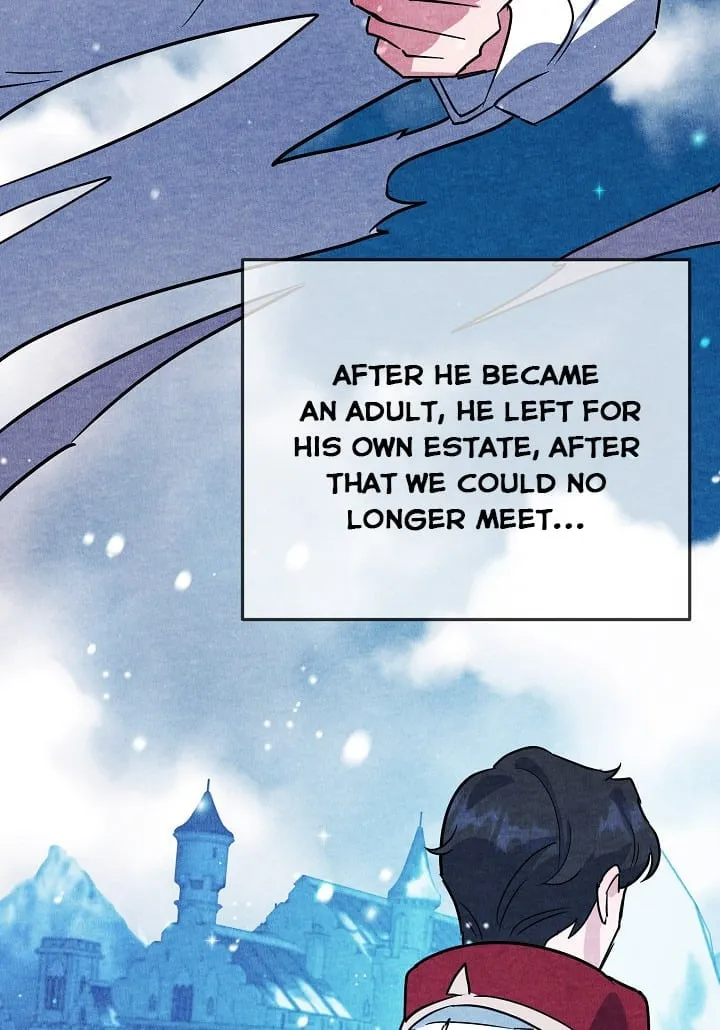 AFTER HE BECAME
AN ADULT, HE LEFT FOR
HIS OWN ESTATE, AFTER
THAT WE COULD NO
LONGER MEET...